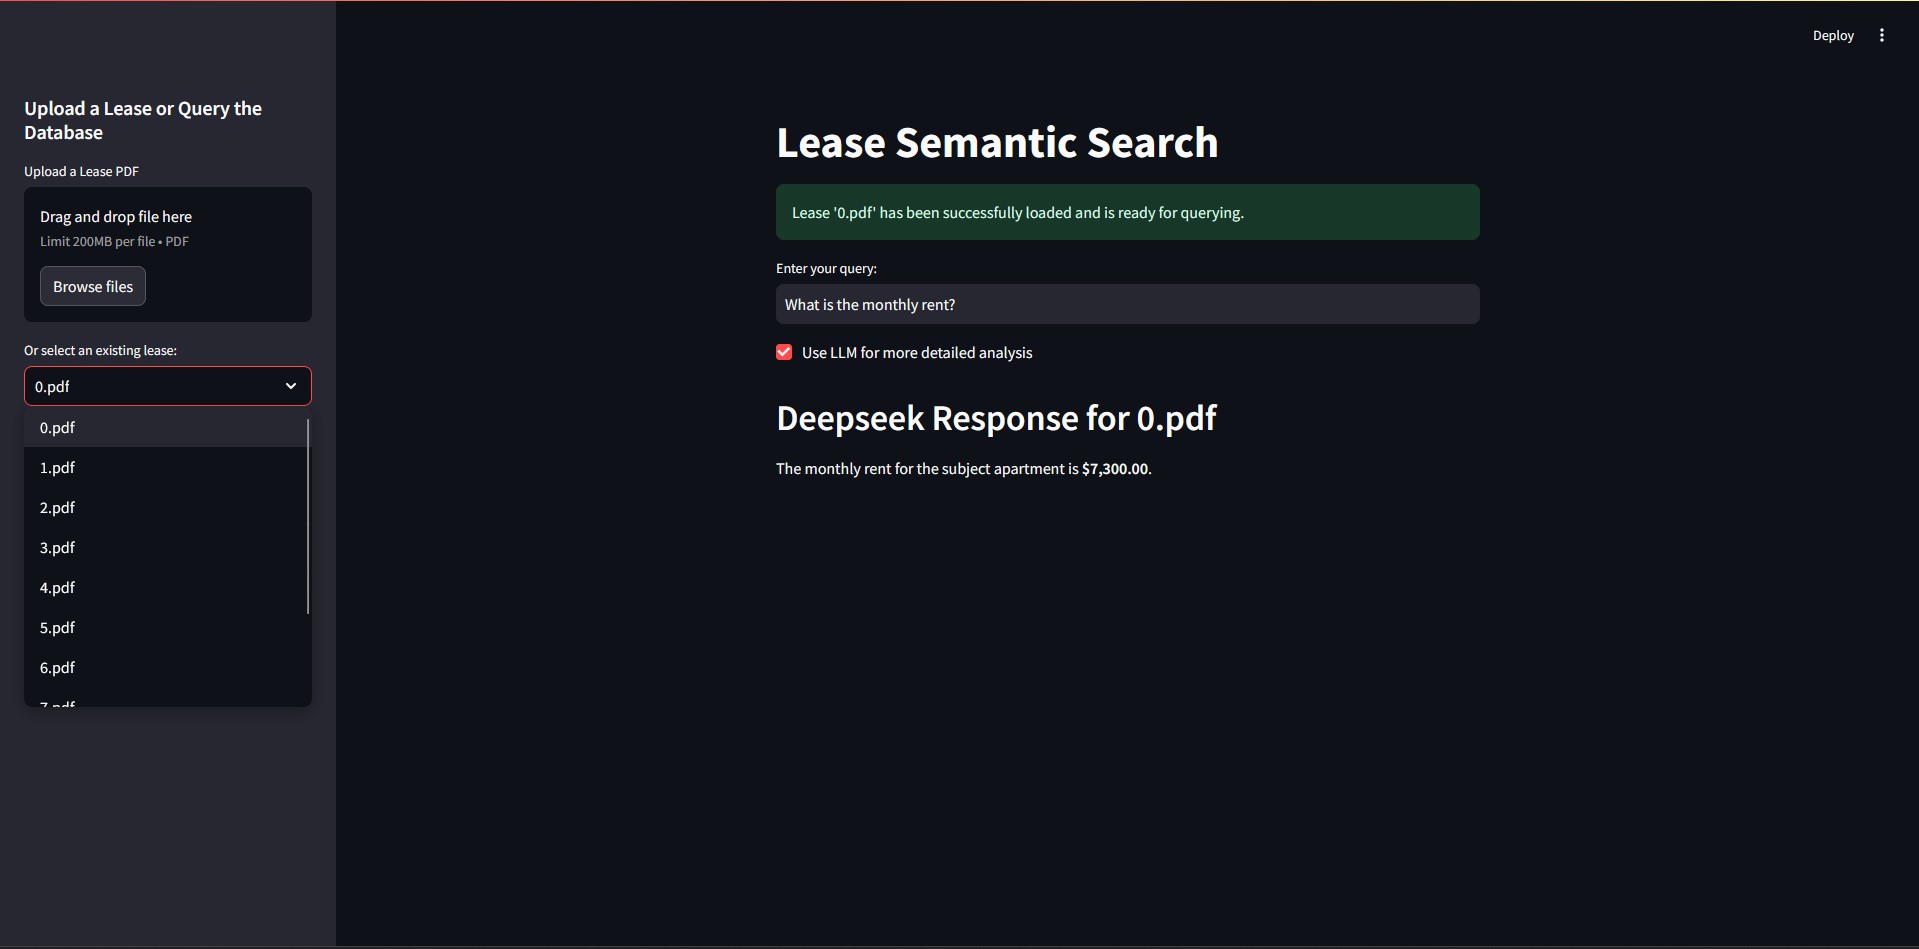 Deploy
Upload a Lease or Query the
Database
Upload a Lease PDF
Drag and drop file here
Limit 200MB per file • PDF
Browse files
Or select an existing lease:
0.pdf
0.pdf
1.pdf
2.pdf
3.pdf
4.pdf
5.pdf
6.pdf
7.pdf
Lease Semantic Search
Lease '0.pdf' has been successfully loaded and is ready for querying.
Enter your query:
What is the monthly rent?
Use LLM for more detailed analysis
Deepseek Response for 0.pdf
The monthly rent for the subject apartment is $7,300.00.